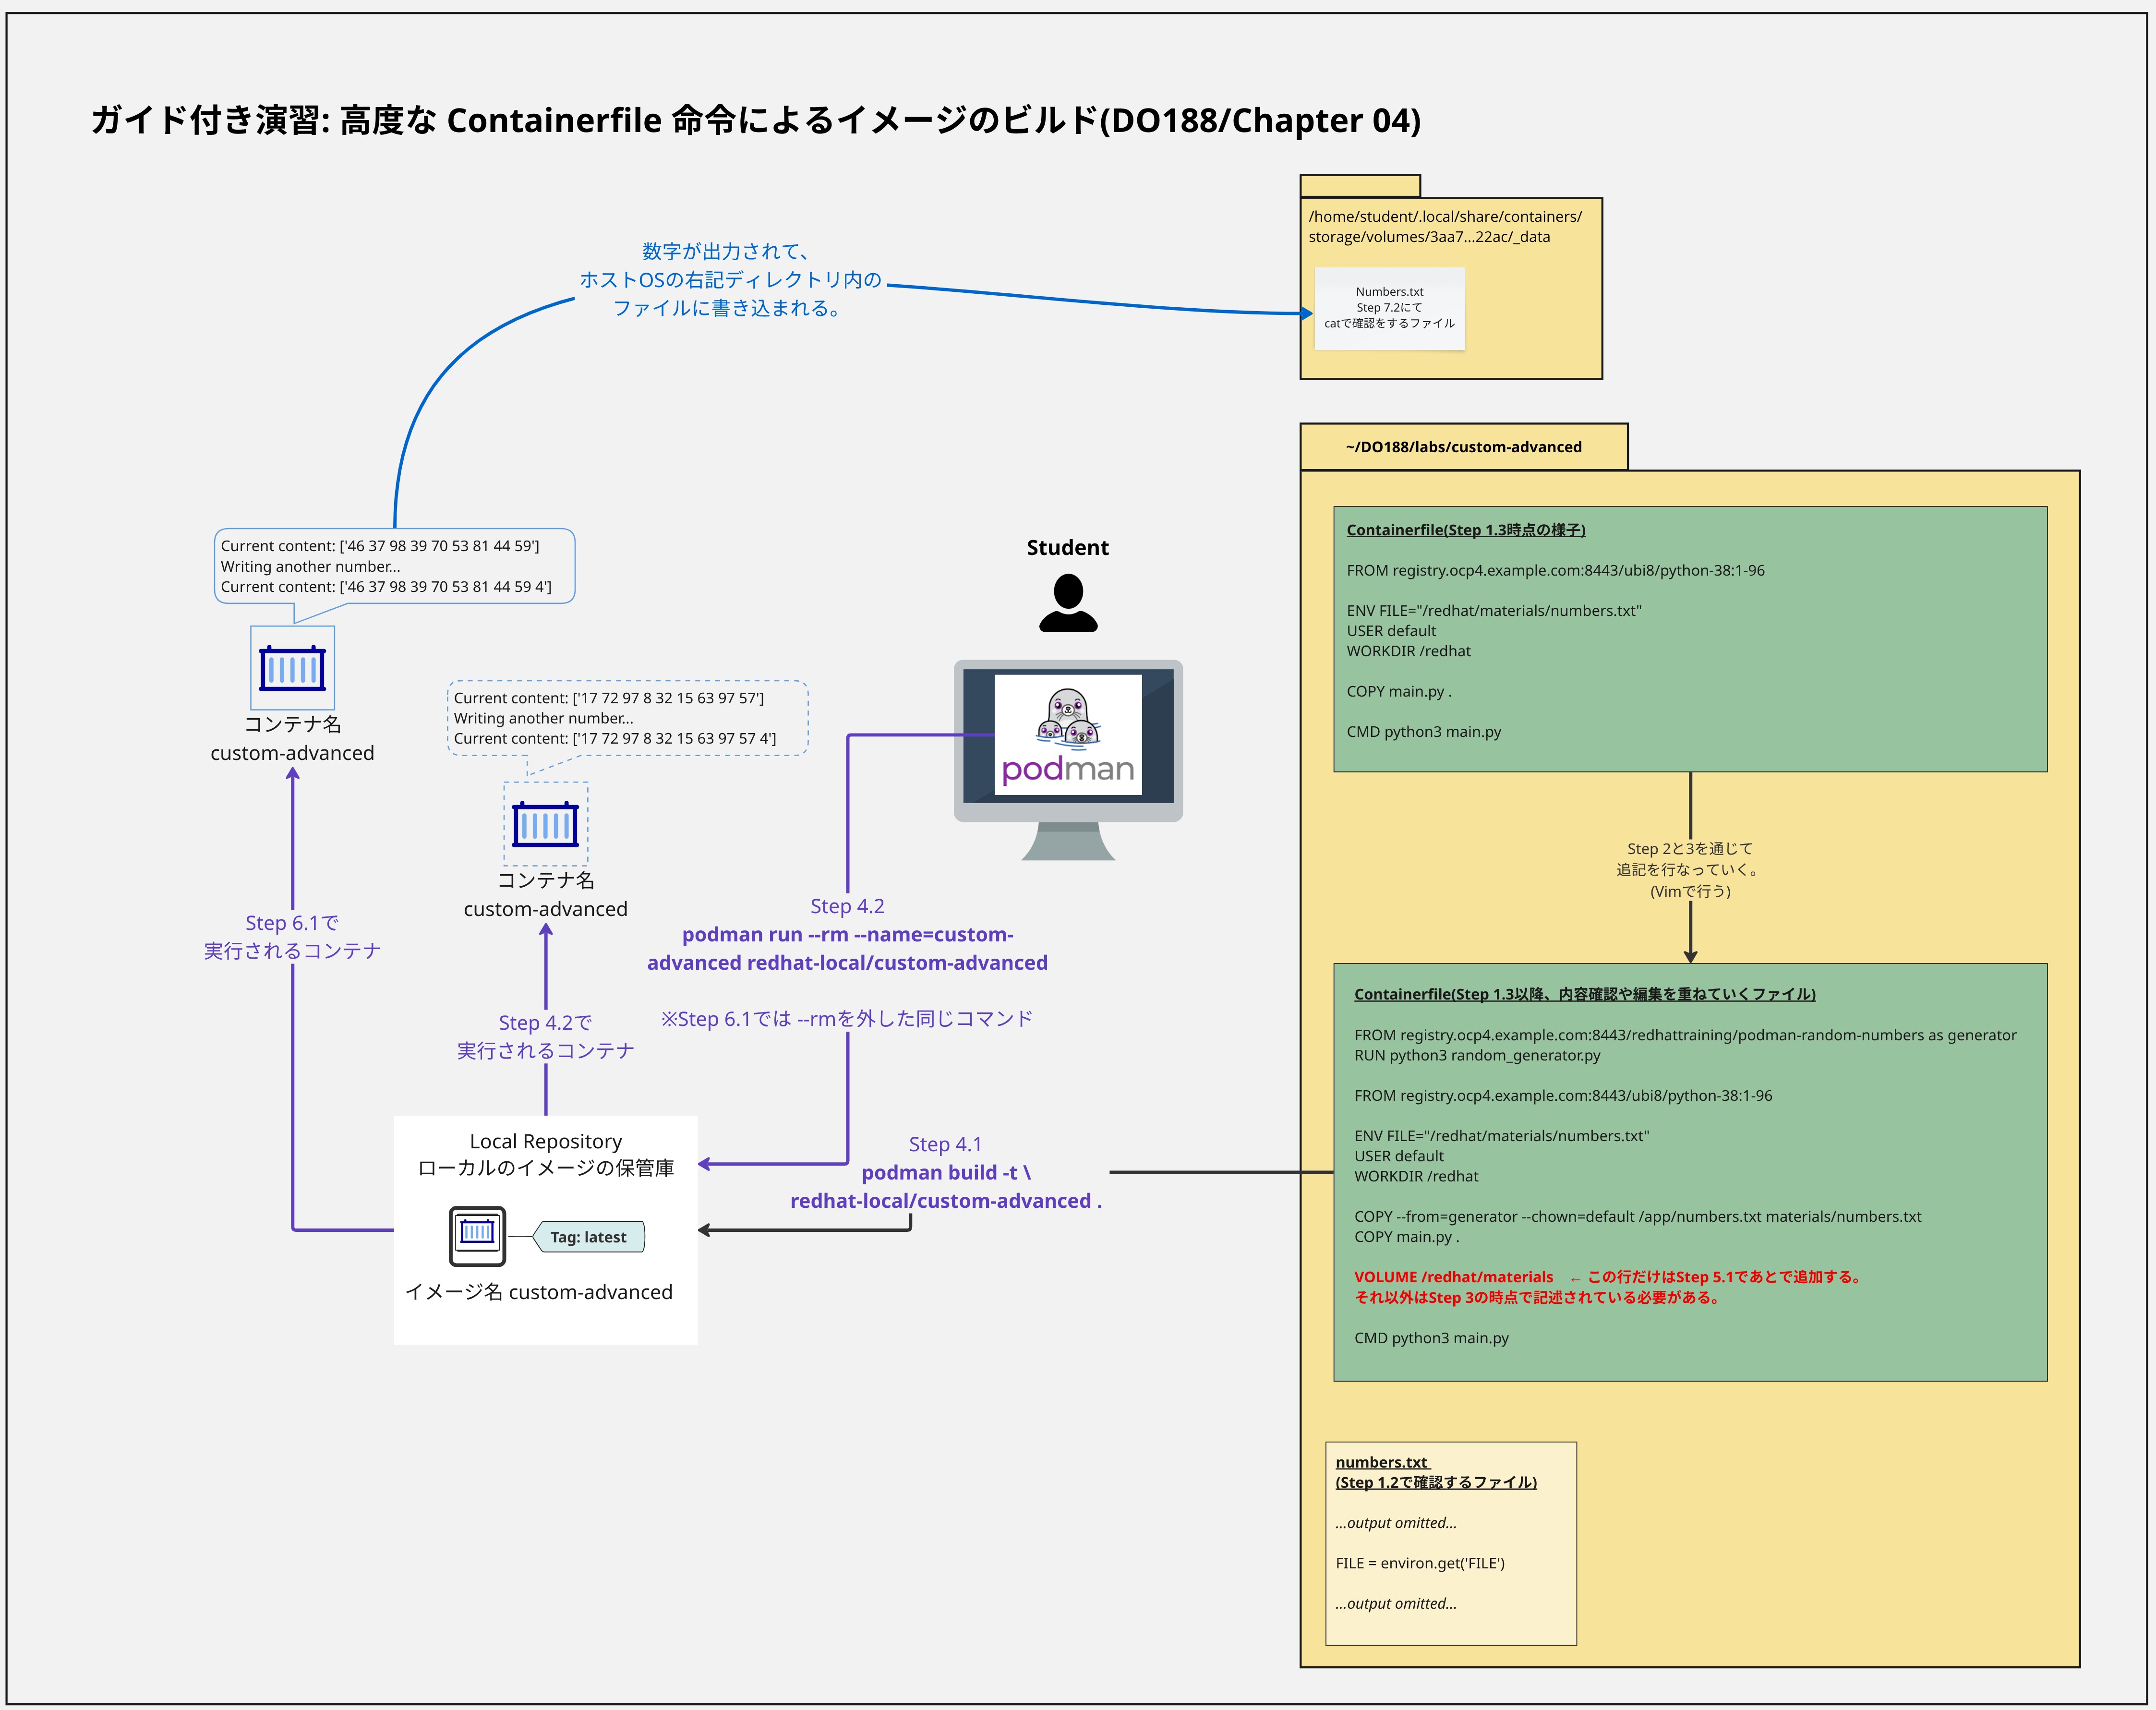 ガイド付き演習: 高度な Containerfile 命令によるイメージのビルド(DO188/Chapter 04)
/home/student/.local/share/containers/
storage/volumes/3aa7...22ac/_data
Numbers.txt
Step 7.2にて
catで確認をするファイル
数字が出力されて、
ホストOSの右記ディレクトリ内の
ファイルに書き込まれる。
Current content: ['46 37 98 39 70 53 81 44 59']
Writing another number...
Current content: ['46 37 98 39 70 53 81 44 59 4']
コンテナ名
custom-advanced
Step 6.1で
実行されるコンテナ
Current content: ['17 72 97 8 32 15 63 97 57']
Writing another number...
Current content: ['17 72 97 8 32 15 63 97 57 4']
コンテナ名
custom-advanced
Step 4.2で
実行されるコンテナ
Student
podman
Step 4.2
podman run --rm --name=custom-
advanced redhat-local/custom-advanced
※Step 6.1では --rmを外した同じコマンド
Step 4.1
podman build -t \
redhat-local/custom-advanced .
Local Repository
ローカルのイメージの保管庫
Tag: latest
イメージ名 custom-advanced
~/DO188/labs/custom-advanced
Containerfile(Step 1.3時点の様子)
FROM registry.ocp4.example.com:8443/ubi8/python-38:1-96
ENV FILE="/redhat/materials/numbers.txt"
USER default
WORKDIR /redhat
COPY main.py .
CMD python3 main.py
Step 2と3を通じて
追記を行なっていく。
(Vimで行う)
Containerfile(Step 1.3以降、内容確認や編集を重ねていくファイル)
FROM registry.ocp4.example.com:8443/redhattraining/podman-random-numbers as generator
RUN python3 random_generator.py
FROM registry.ocp4.example.com:8443/ubi8/python-38:1-96
ENV FILE="/redhat/materials/numbers.txt"
USER default
WORKDIR /redhat
COPY --from=generator --chown=default /app/numbers.txt materials/numbers.txt
COPY main.py .
VOLUME /redhat/materials ← この行だけはStep 5.1であとで追加する。
それ以外はStep 3の時点で記述されている必要がある。
CMD python3 main.py
numbers.txt
(Step 1.2で確認するファイル)
...output omitted...
FILE = environ.get('FILE')
...output omitted...